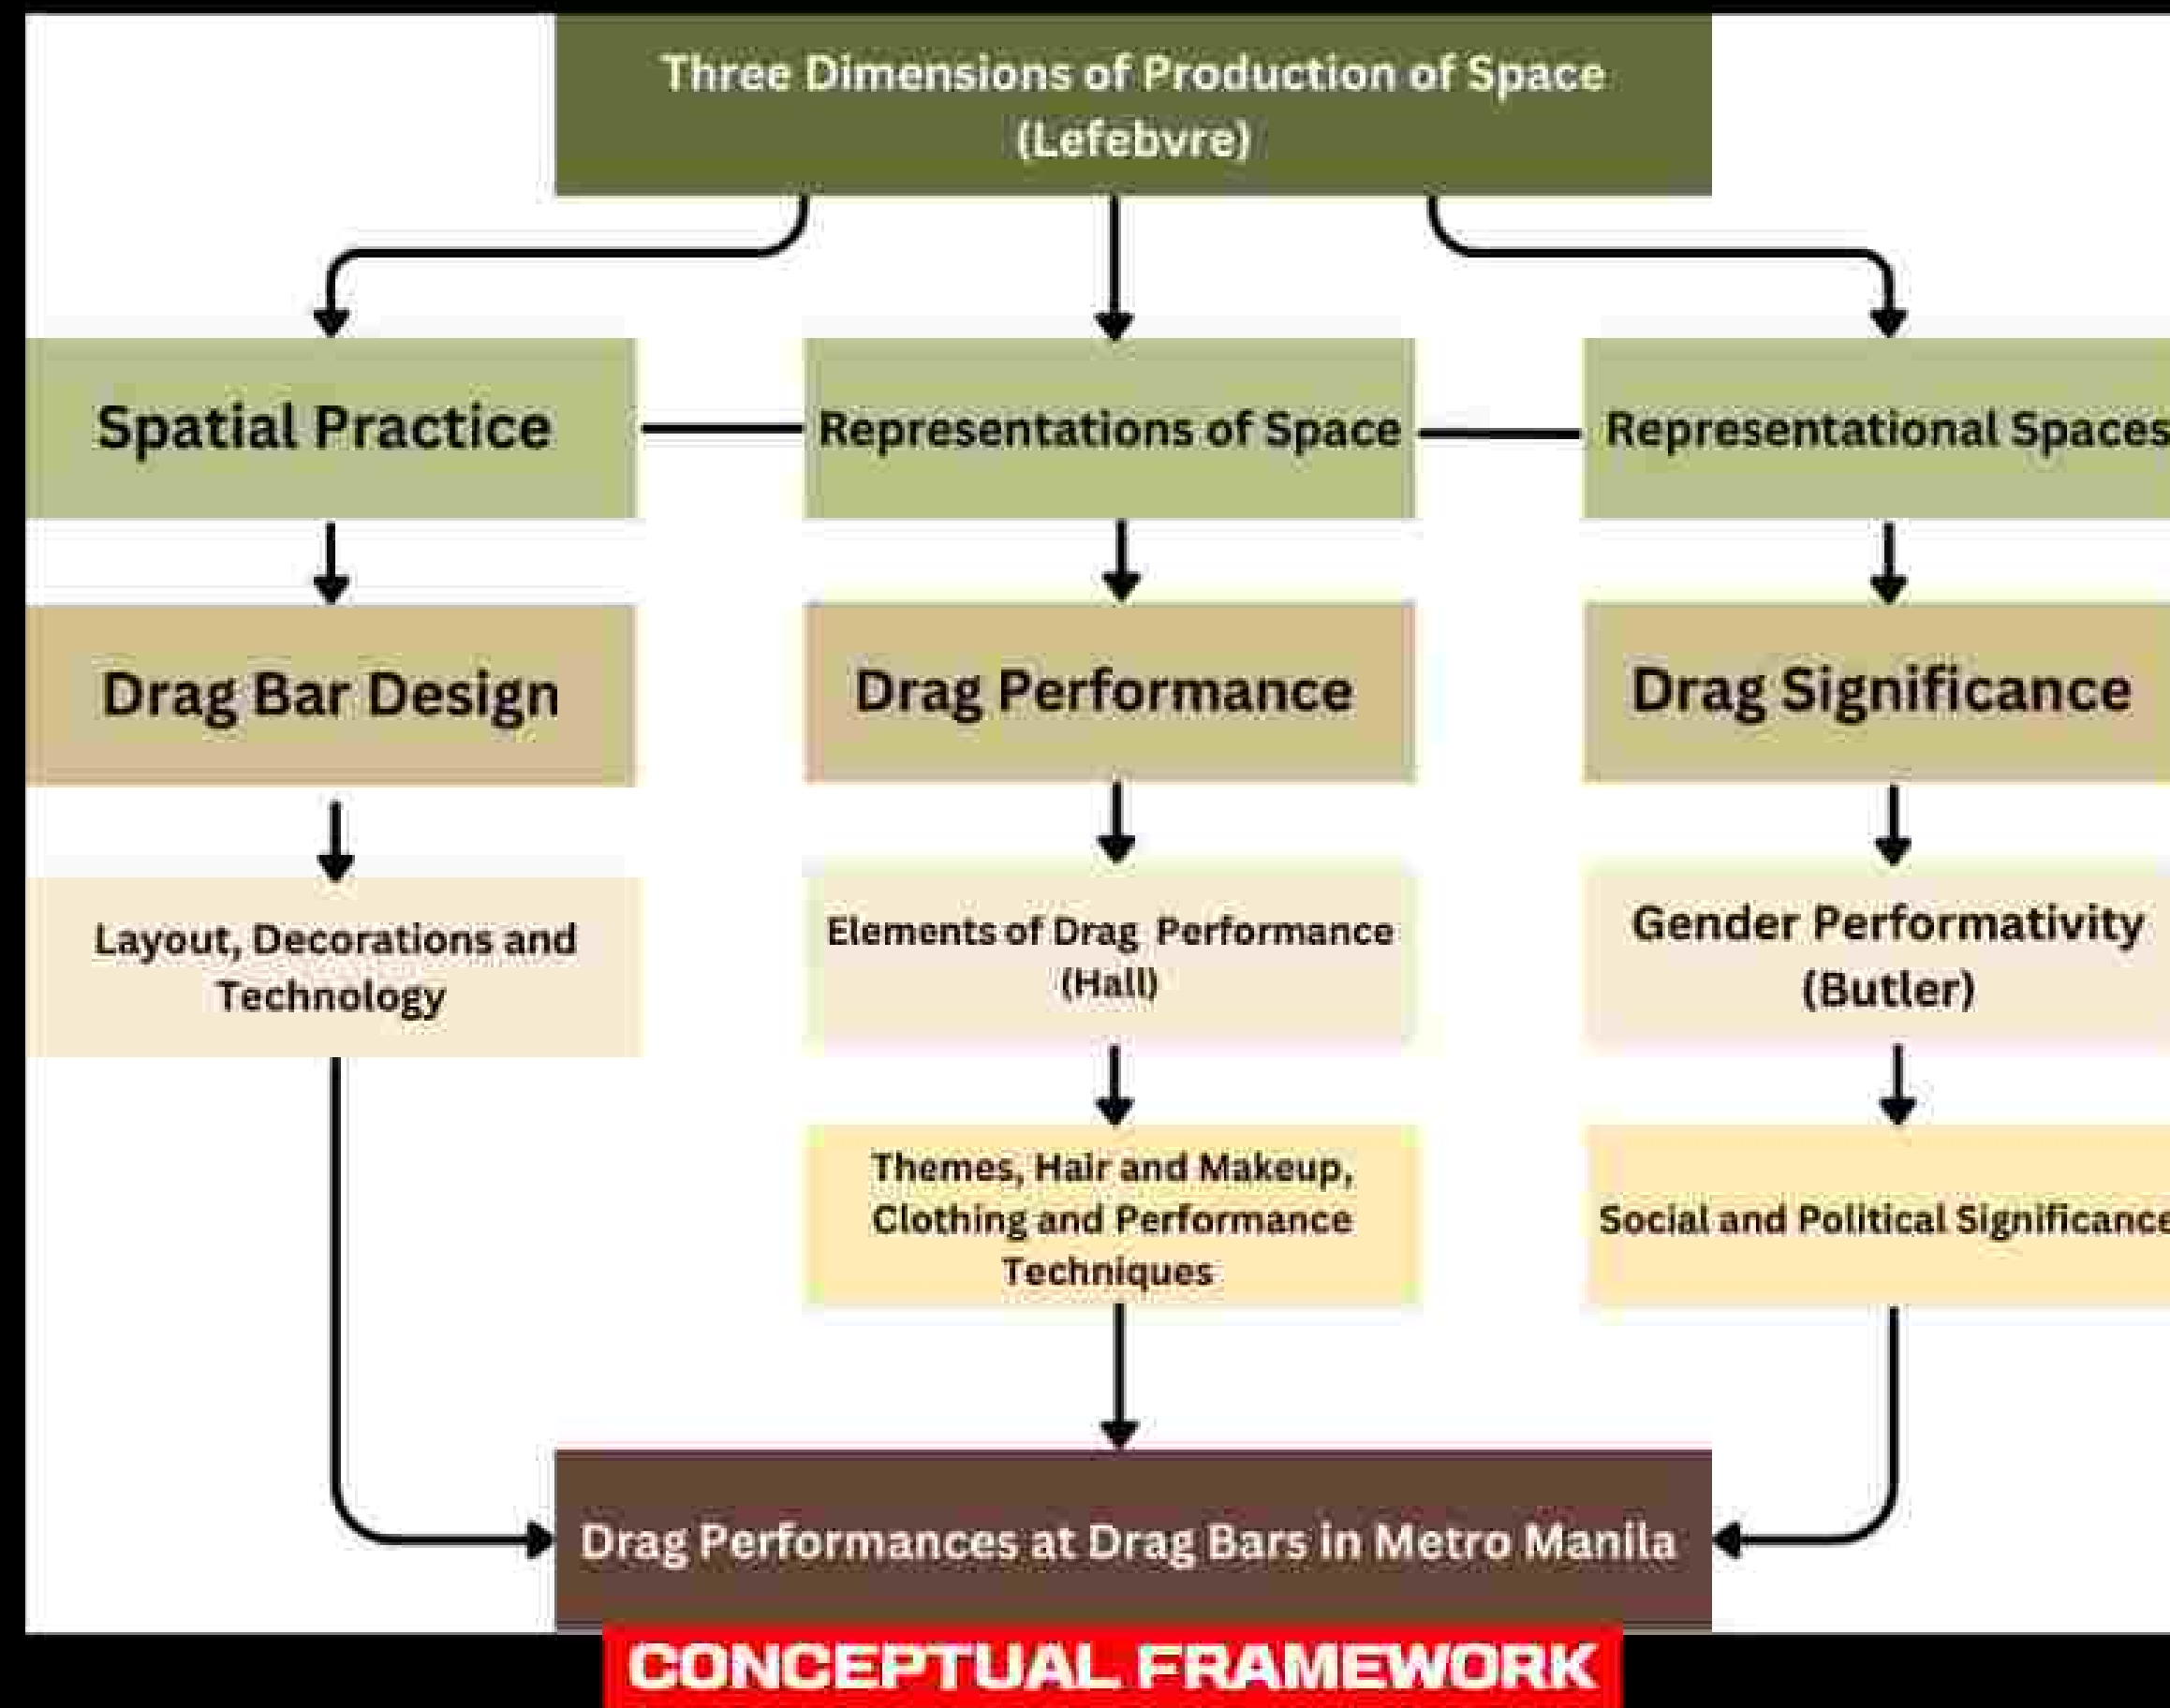 Three Dimensions of Production of Space
(Lefebvre)
Spatial Practice
Representations of Space
Representational Spaces
Drag Bar Design
Drag Performance
Drag Significance
Layout, Decorations and
Technology
Elements of Drag Performance
(Hall)
Gender Performativity
(Butler)
Themes, Hair and Makeup,
Clothing and Performance
Techniques
Social and Political Significance
Drag Performances at Drag Bars in Metro Manila
CONCEPTUAL FRAMEWORK